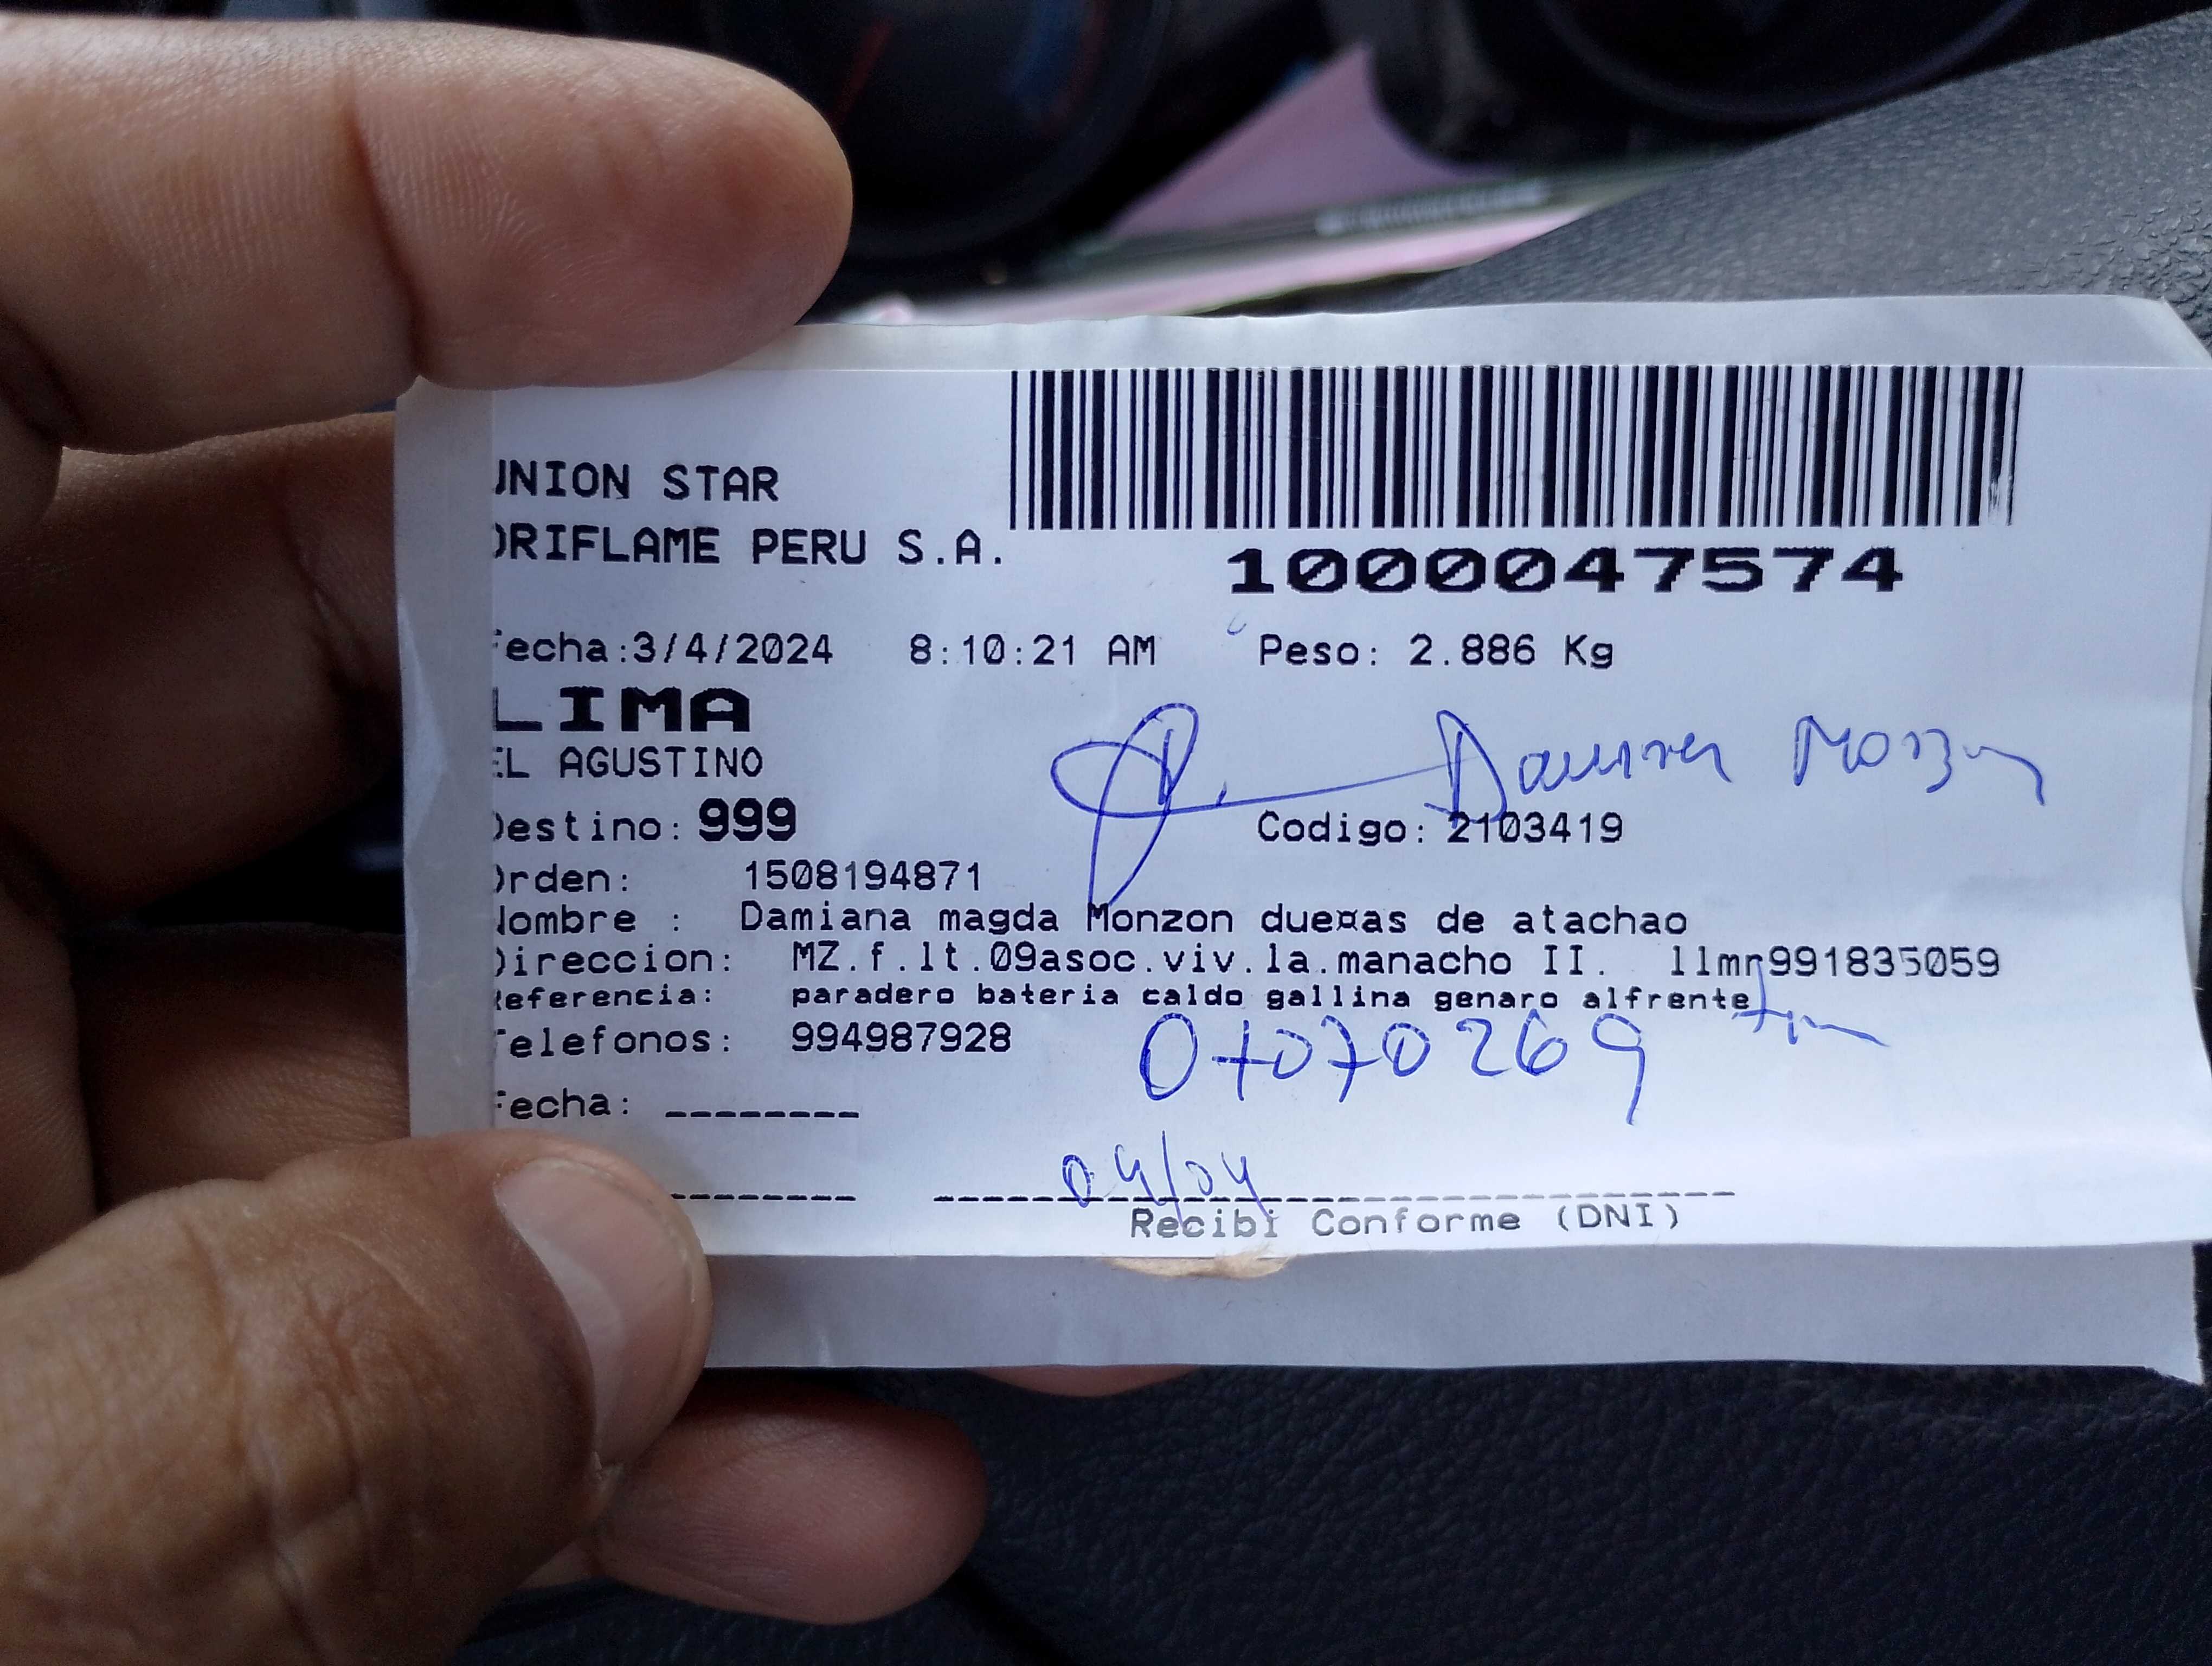 UNION STAR
ORIFLAME PERU S.A.
1000047574
Fecha:3/4/2024 8:10:21 AM Peso: 2.886 Kg
LIMA
EL AGUSTINO
Monzon
Destino: 999 Codigo: 2103419
Orden: 1508194871
Nombre : Damiana magda Monzon due¤as de atachao
Direccion: MZ.f.lt.09asoc.viv.la.manacho II. llmr991835059
Referencia: paradero bateria caldo gallina genaro alfrente
Telefonos: 994987928
07070269
Fecha: --------
04/04
Recibi Conforme (DNI)